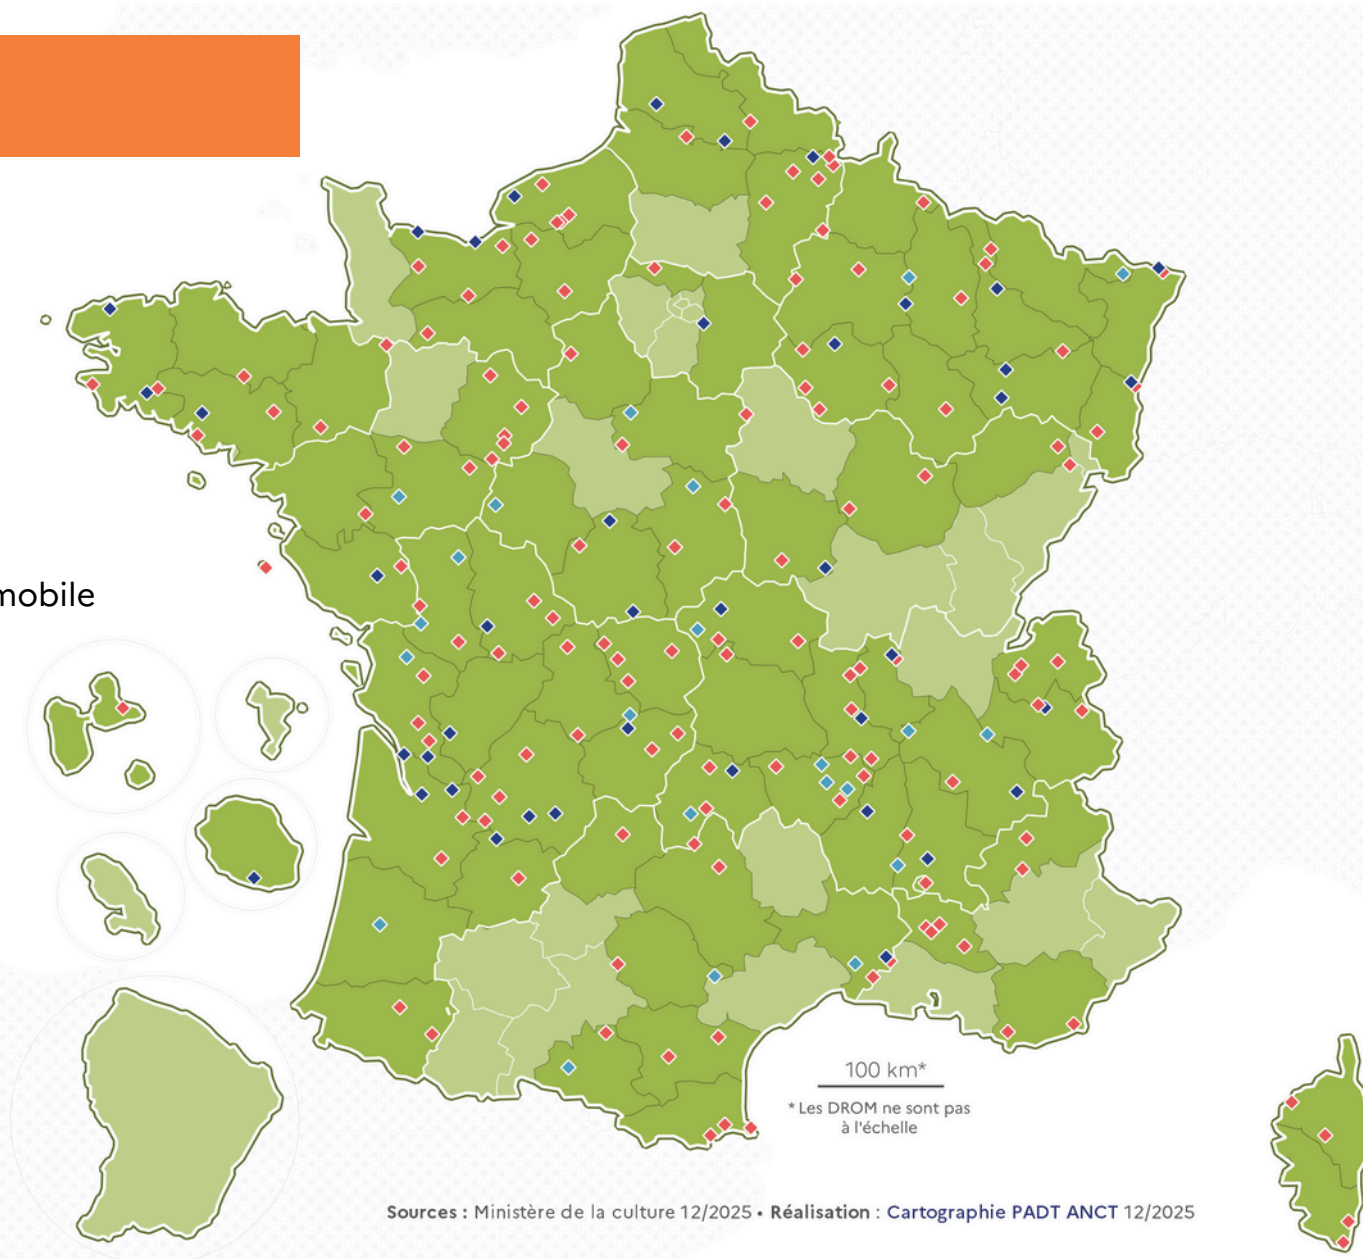 mobile
100 km*
* Les DROM ne sont pas
à l'échelle
Sources : Ministère de la culture 12/2025 • Réalisation : Cartographie PADT ANCT 12/2025